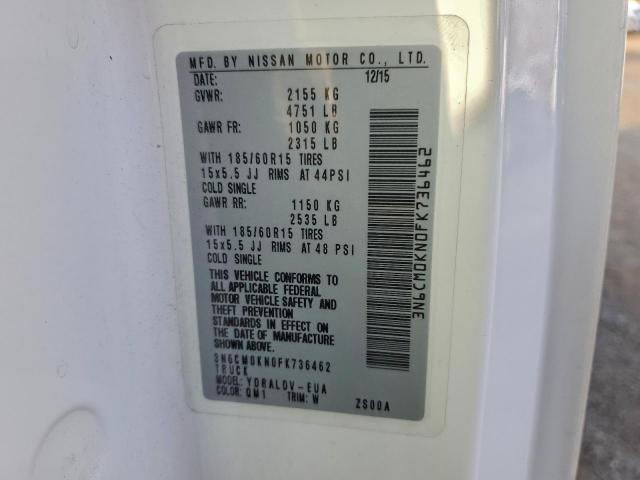 MFD. BY NISSAN MOTOR CO., LTD.
DATE: 12/15
GVWR: 2155 KG
4751 LB
GAWR FR: 1050 KG
2315 LB
WITH 185/60R15 TIRES
15x5.5 JJ RIMS AT 44PSI
COLD SINGLE
GAWR RR: 1150 KG
2535 LB
WITH 185/60R15 TIRES
15x5.5 JJ RIMS AT 48 PSI
COLD SINGLE
THIS VEHICLE CONFORMS TO
ALL APPLICABLE FEDERAL
MOTOR VEHICLE SAFETY AND
THEFT PREVENTION
STANDARDS IN EFFECT ON
THE DATE OF MANUFACTURE
SHOWN ABOVE.
3N6CM0KN0FK736462
TRUCK
MODEL: YDRALDV-EUA
COLOR: QM1 TRIM: W ZS00A
3N6CM0KN0FK736462